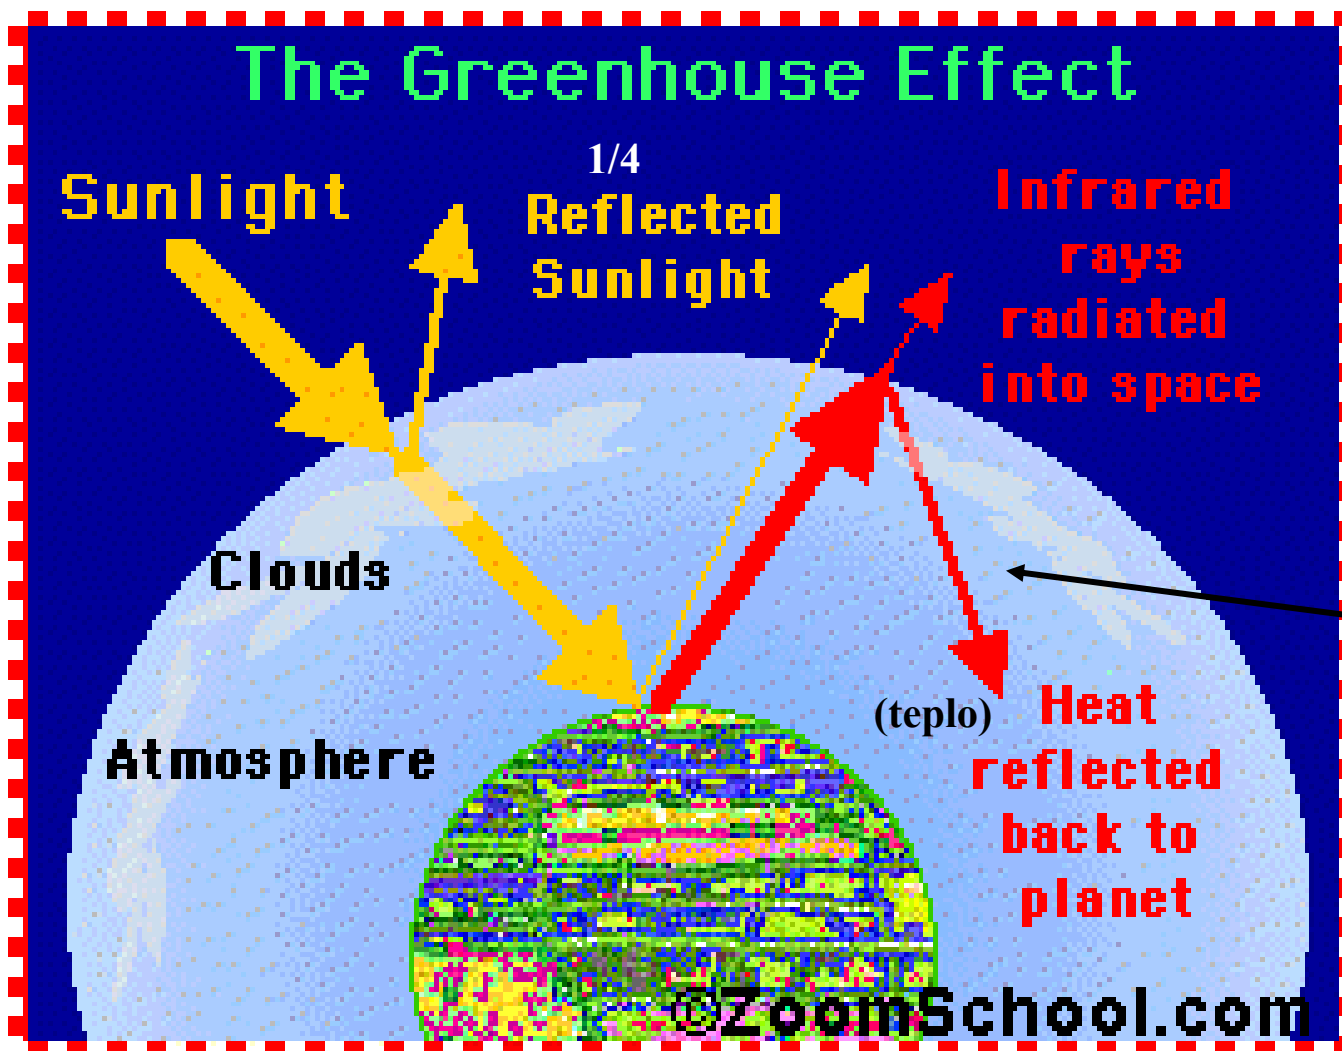 The Greenhouse Effect
Sunlight
1/4
Reflected
Sunlight
Infrared
rays
radiated
into space
Clouds
Atmosphere
(teplo)
Heat
reflected
back to
planet
©ZoomSchool.com